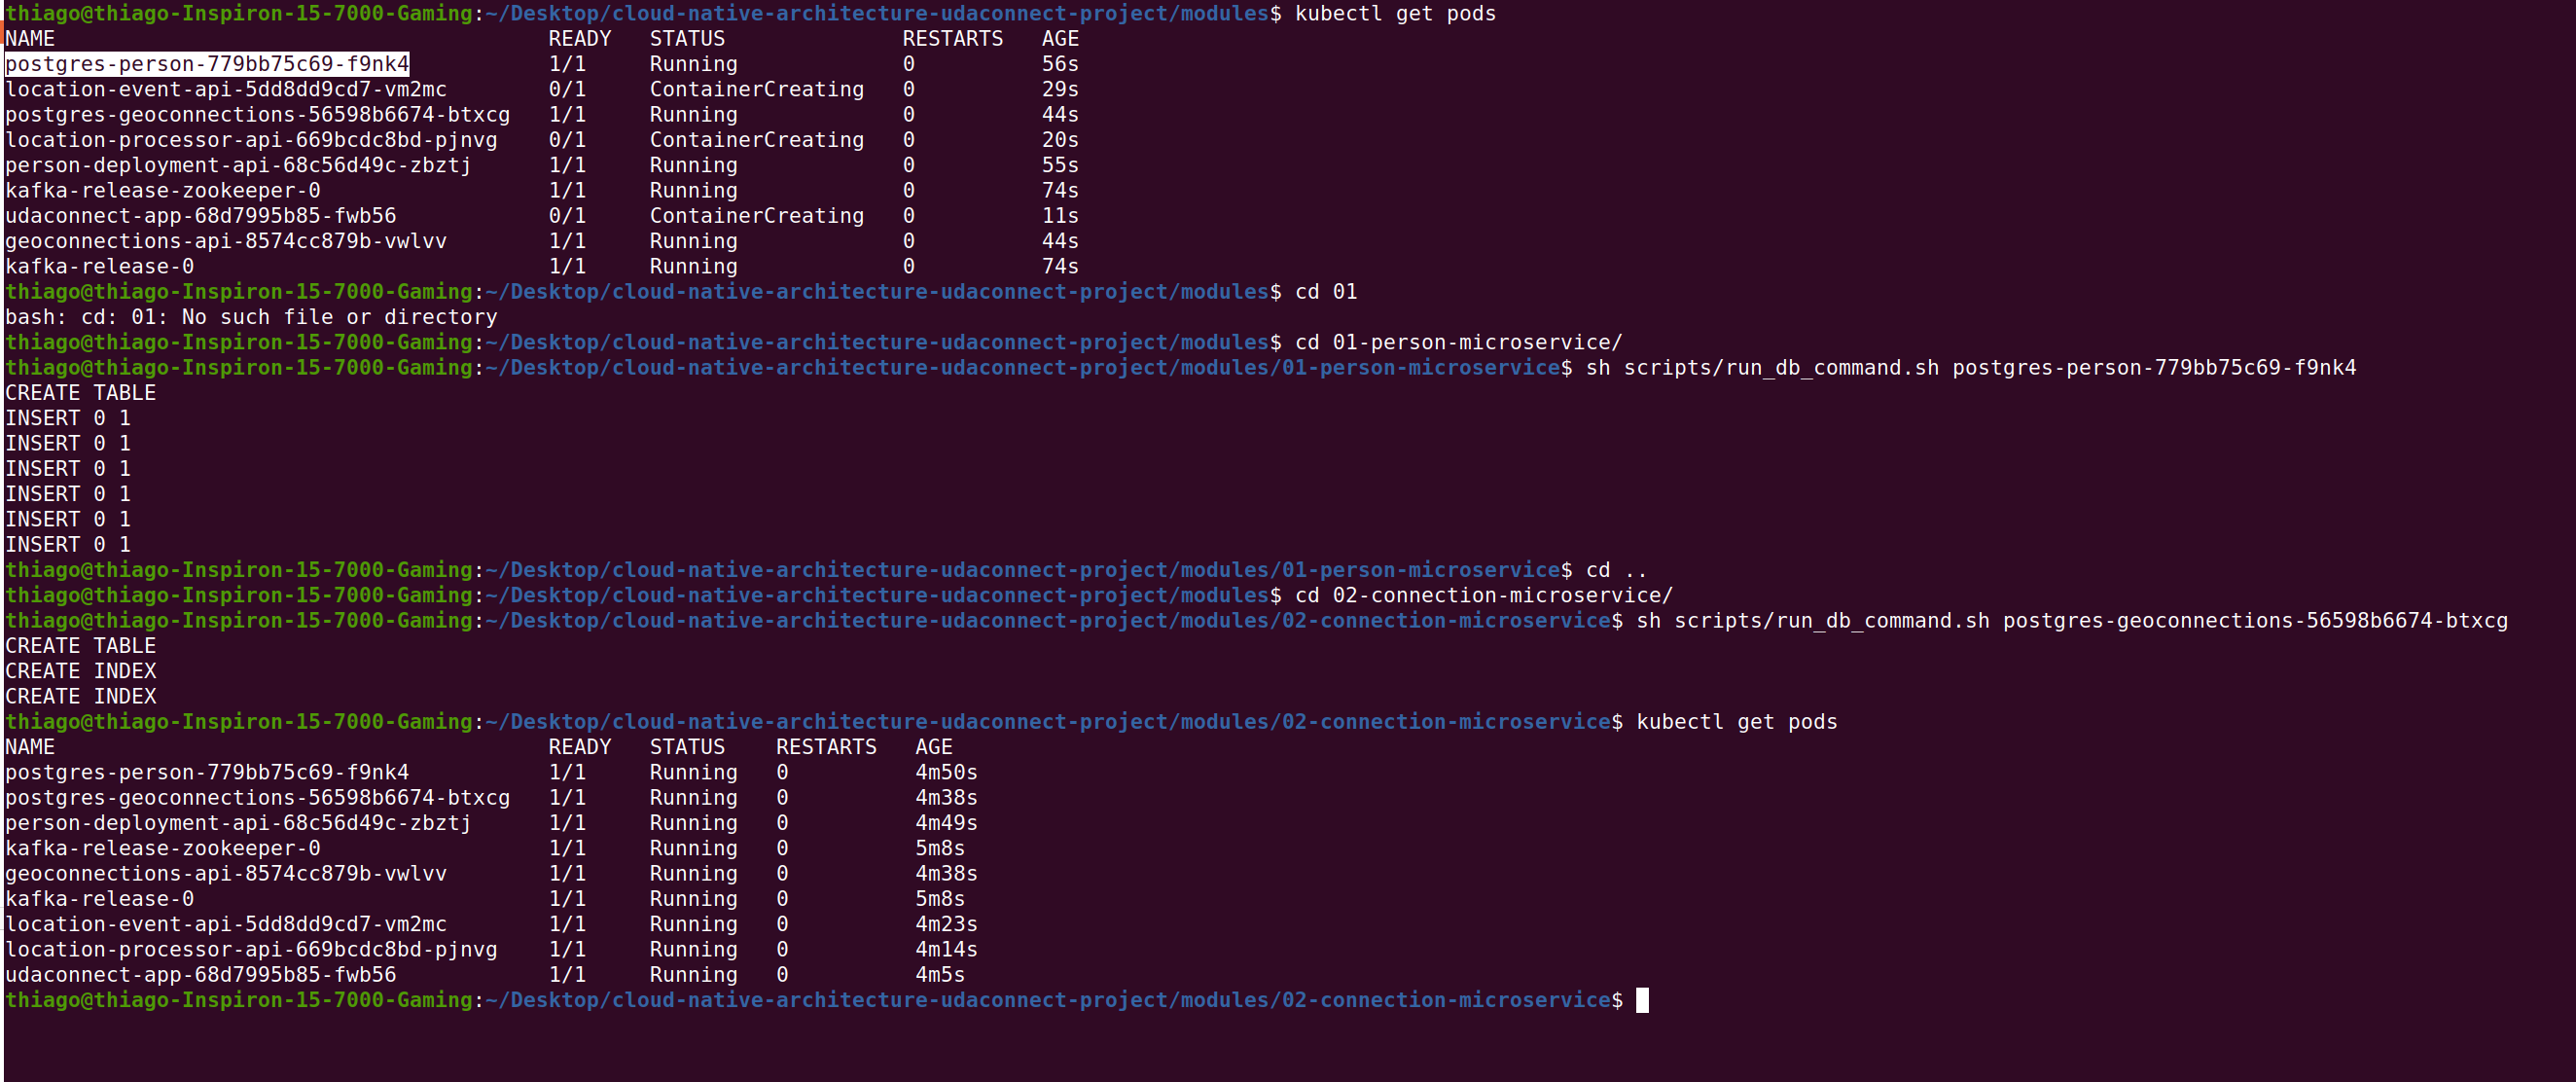 thiago@thiago-Inspiron-15-7000-Gaming:~/Desktop/cloud-native-architecture-udaconnect-project/modules$ kubectl get pods
NAME                                       READY   STATUS              RESTARTS   AGE
postgres-person-779bb75c69-f9nk4           1/1     Running             0          56s
location-event-api-5dd8dd9cd7-vm2mc        0/1     ContainerCreating   0          29s
postgres-geoconnections-56598b6674-btxcg   1/1     Running             0          44s
location-processor-api-669bcdc8bd-pjnvg    0/1     ContainerCreating   0          20s
person-deployment-api-68c56d49c-zbztj      1/1     Running             0          55s
kafka-release-zookeeper-0                  1/1     Running             0          74s
udaconnect-app-68d7995b85-fwb56            0/1     ContainerCreating   0          11s
geoconnections-api-8574cc879b-vwlvv        1/1     Running             0          44s
kafka-release-0                            1/1     Running             0          74s
thiago@thiago-Inspiron-15-7000-Gaming:~/Desktop/cloud-native-architecture-udaconnect-project/modules$ cd 01
bash: cd: 01: No such file or directory
thiago@thiago-Inspiron-15-7000-Gaming:~/Desktop/cloud-native-architecture-udaconnect-project/modules$ cd 01-person-microservice/
thiago@thiago-Inspiron-15-7000-Gaming:~/Desktop/cloud-native-architecture-udaconnect-project/modules/01-person-microservice$ sh scripts/run_db_command.sh postgres-person-779bb75c69-f9nk4
CREATE TABLE
INSERT 0 1
INSERT 0 1
INSERT 0 1
INSERT 0 1
INSERT 0 1
INSERT 0 1
thiago@thiago-Inspiron-15-7000-Gaming:~/Desktop/cloud-native-architecture-udaconnect-project/modules/01-person-microservice$ cd ..
thiago@thiago-Inspiron-15-7000-Gaming:~/Desktop/cloud-native-architecture-udaconnect-project/modules$ cd 02-connection-microservice/
thiago@thiago-Inspiron-15-7000-Gaming:~/Desktop/cloud-native-architecture-udaconnect-project/modules/02-connection-microservice$ sh scripts/run_db_command.sh postgres-geoconnections-56598b6674-btxcg
CREATE TABLE
CREATE INDEX
CREATE INDEX
thiago@thiago-Inspiron-15-7000-Gaming:~/Desktop/cloud-native-architecture-udaconnect-project/modules/02-connection-microservice$ kubectl get pods
NAME                                       READY   STATUS    RESTARTS   AGE
postgres-person-779bb75c69-f9nk4           1/1     Running   0          4m50s
postgres-geoconnections-56598b6674-btxcg   1/1     Running   0          4m38s
person-deployment-api-68c56d49c-zbztj      1/1     Running   0          4m49s
kafka-release-zookeeper-0                  1/1     Running   0          5m8s
geoconnections-api-8574cc879b-vwlvv        1/1     Running   0          4m38s
kafka-release-0                            1/1     Running   0          5m8s
location-event-api-5dd8dd9cd7-vm2mc        1/1     Running   0          4m23s
location-processor-api-669bcdc8bd-pjnvg    1/1     Running   0          4m14s
udaconnect-app-68d7995b85-fwb56            1/1     Running   0          4m5s
thiago@thiago-Inspiron-15-7000-Gaming:~/Desktop/cloud-native-architecture-udaconnect-project/modules/02-connection-microservice$